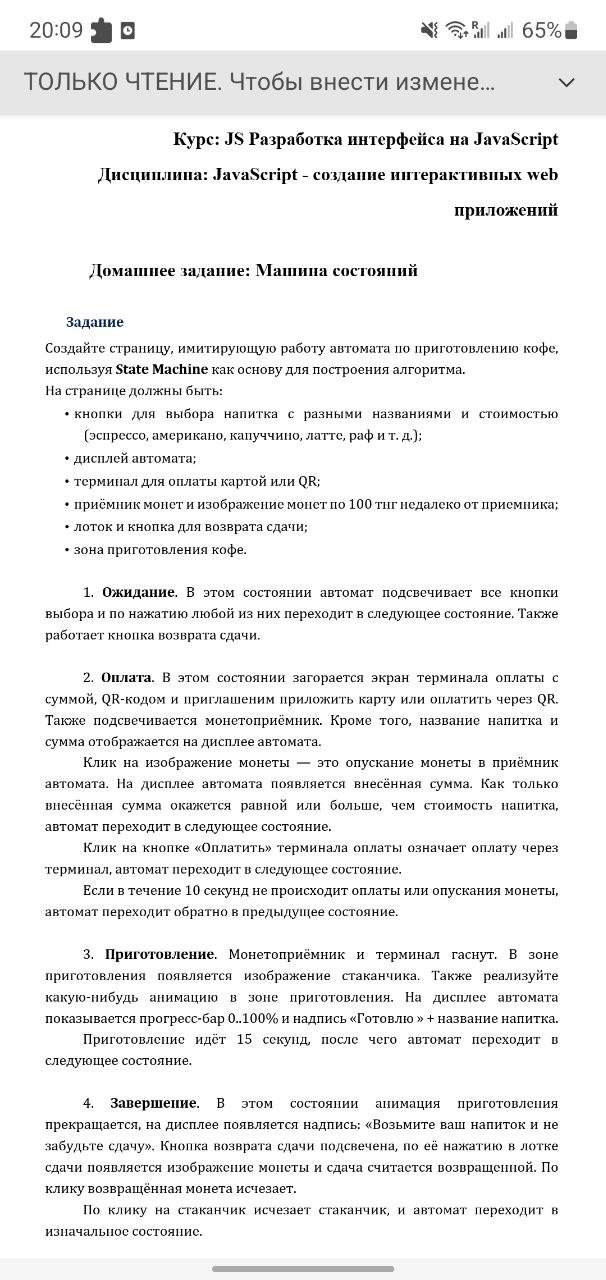 20:09
R
65%
ТОЛЬКО ЧТЕНИЕ. Чтобы внести измене...
Курс: JS Разработка интерфейса на JavaScript
Дисциплина: JavaScript - создание интерактивных web
приложений
Домашнее задание: Машина состояний
Задание
Создайте страницу, имитирующую работу автомата по приготовлению кофе,
используя State Machine как основу для построения алгоритма.
На странице должны быть:
• кнопки для выбора напитка с разными названиями и стоимостью
(эспрессо, американо, капуччино, латте, раф и т. д.);
• дисплей автомата;
• терминал для оплаты картой или QR;
• приёмник монет и изображение монет по 100 тнг недалеко от приемника;
• лоток и кнопка для возврата сдачи;
• зона приготовления кофе.
1. Ожидание. В этом состоянии автомат подсвечивает все кнопки
выбора и по нажатию любой из них переходит в следующее состояние. Также
работает кнопка возврата сдачи.
2. Оплата. В этом состоянии загорается экран терминала оплаты с
суммой, QR-кодом и приглашеним приложить карту или оплатить через QR.
Также подсвечивается монетоприёмник. Кроме того, название напитка и
сумма отображается на дисплее автомата.
Клик на изображение монеты — это опускание монеты в приёмник
автомата. На дисплее автомата появляется внесённая сумма. Как только
внесённая сумма окажется равной или больше, чем стоимость напитка,
автомат переходит в следующее состояние.
Клик на кнопке «Оплатить» терминала оплаты означает оплату через
терминал, автомат переходит в следующее состояние.
Если в течение 10 секунд не происходит оплаты или опускания монеты,
автомат переходит обратно в предыдущее состояние.
3. Приготовление. Монетоприёмник и терминал гаснут. В зоне
приготовления появляется изображение стаканчика. Также реализуйте
какую-нибудь анимацию в зоне приготовления. На дисплее автомата
показывается прогресс-бар 0..100% и надпись «Готовлю » + название напитка.
Приготовление идёт 15 секунд, после чего автомат переходит в
следующее состояние.
4. Завершение. В этом состоянии анимация приготовления
прекращается, на дисплее появляется надпись: «Возьмите ваш напиток и не
забудьте сдачу». Кнопка возврата сдачи подсвечена, по её нажатию в лотке
сдачи появляется изображение монеты и сдача считается возвращенной. По
клику возвращённая монета исчезает.
По клику на стаканчик исчезает стаканчик, и автомат переходит в
изначальное состояние.